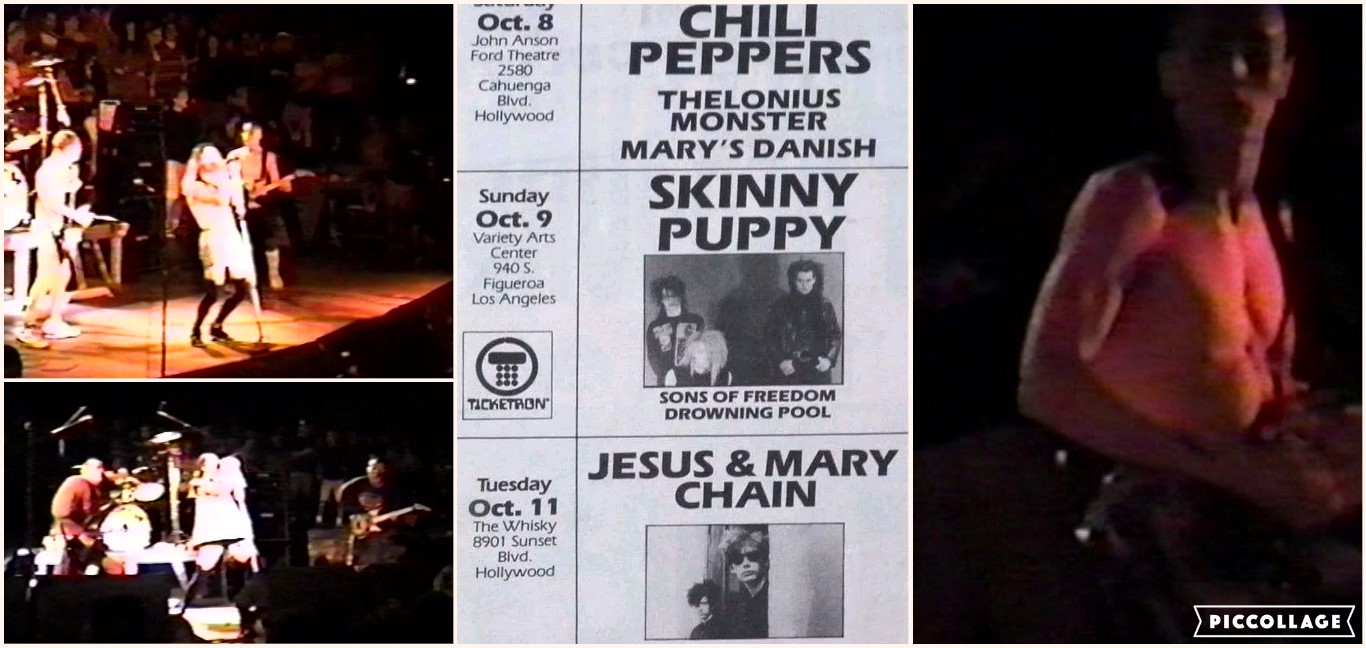 Oct. 8
John Anson
Ford Theatre
2580
Cahuenga
Blvd.
Hollywood
CHILI
PEPPERS
THELONIUS
MONSTER
MARY'S DANISH
Sunday
Oct. 9
Variety Arts
Center
940 S.
Figueroa
Los Angeles
TICKETRON
SKINNY
PUPPY
SONS OF FREEDOM
DROWNING POOL
Tuesday
Oct. 11
The Whisky
8901 Sunset
Blvd.
Hollywood
JESUS & MARY
CHAIN
PICCOLLAGE